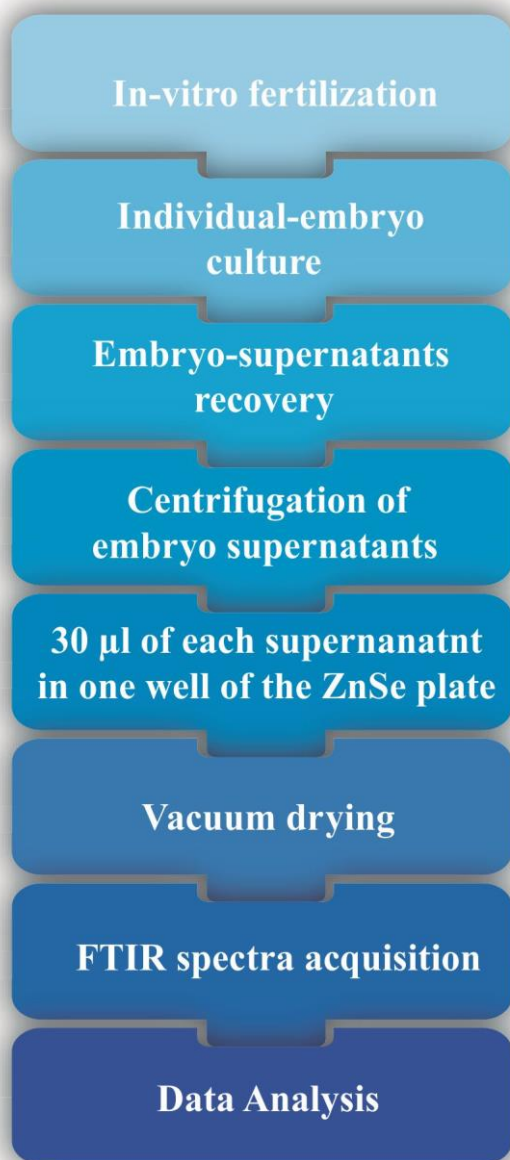 In-vitro fertilization
Individual-embryo
culture
Embryo-supernatants
recovery
Centrifugation of
embryo supernatants
30 µl of each supernanatnt
in one well of the ZnSe plate
Vacuum drying
FTIR spectra acquisition
Data Analysis